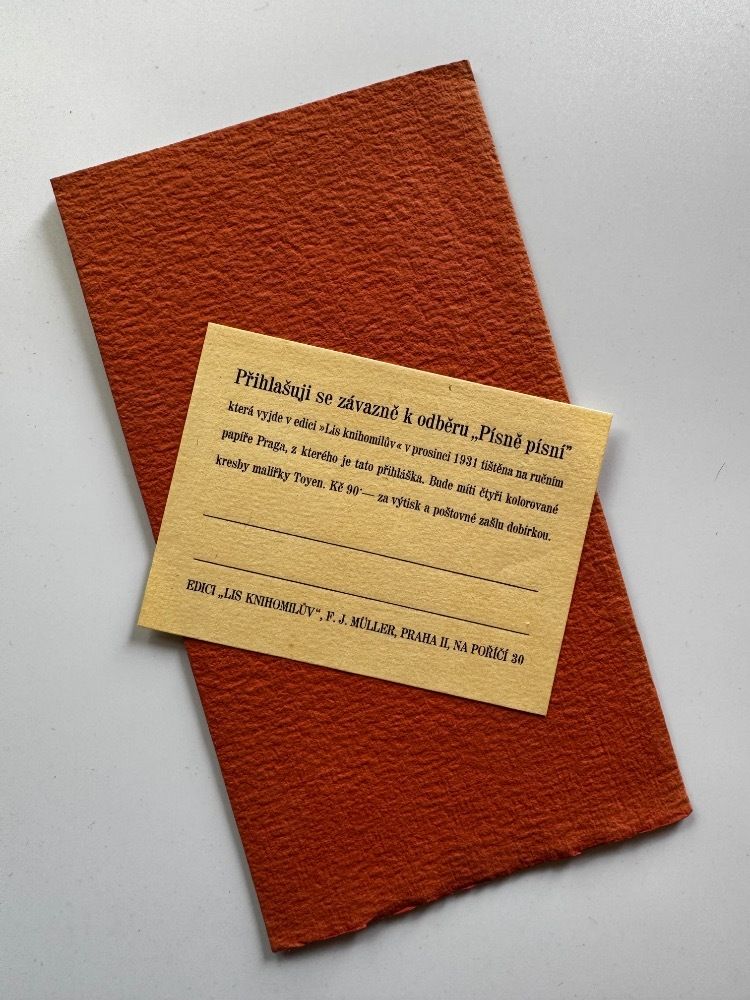 Přihlašuji se závazně k odběru „Písně písní”
která vyjde v edici »Lis knihomilův« v prosinci 1931 tištěna na ručním
papíře Praga, z kterého je tato přihláška. Bude míti čtyři kolorované
kresby malířky Toyen. Kč 90·— za výtisk a poštovné zašlu dobírkou.
EDICI „LIS KNIHOMILŮV“, F. J. MÜLLER, PRAHA II, NA POŘÍČÍ 30